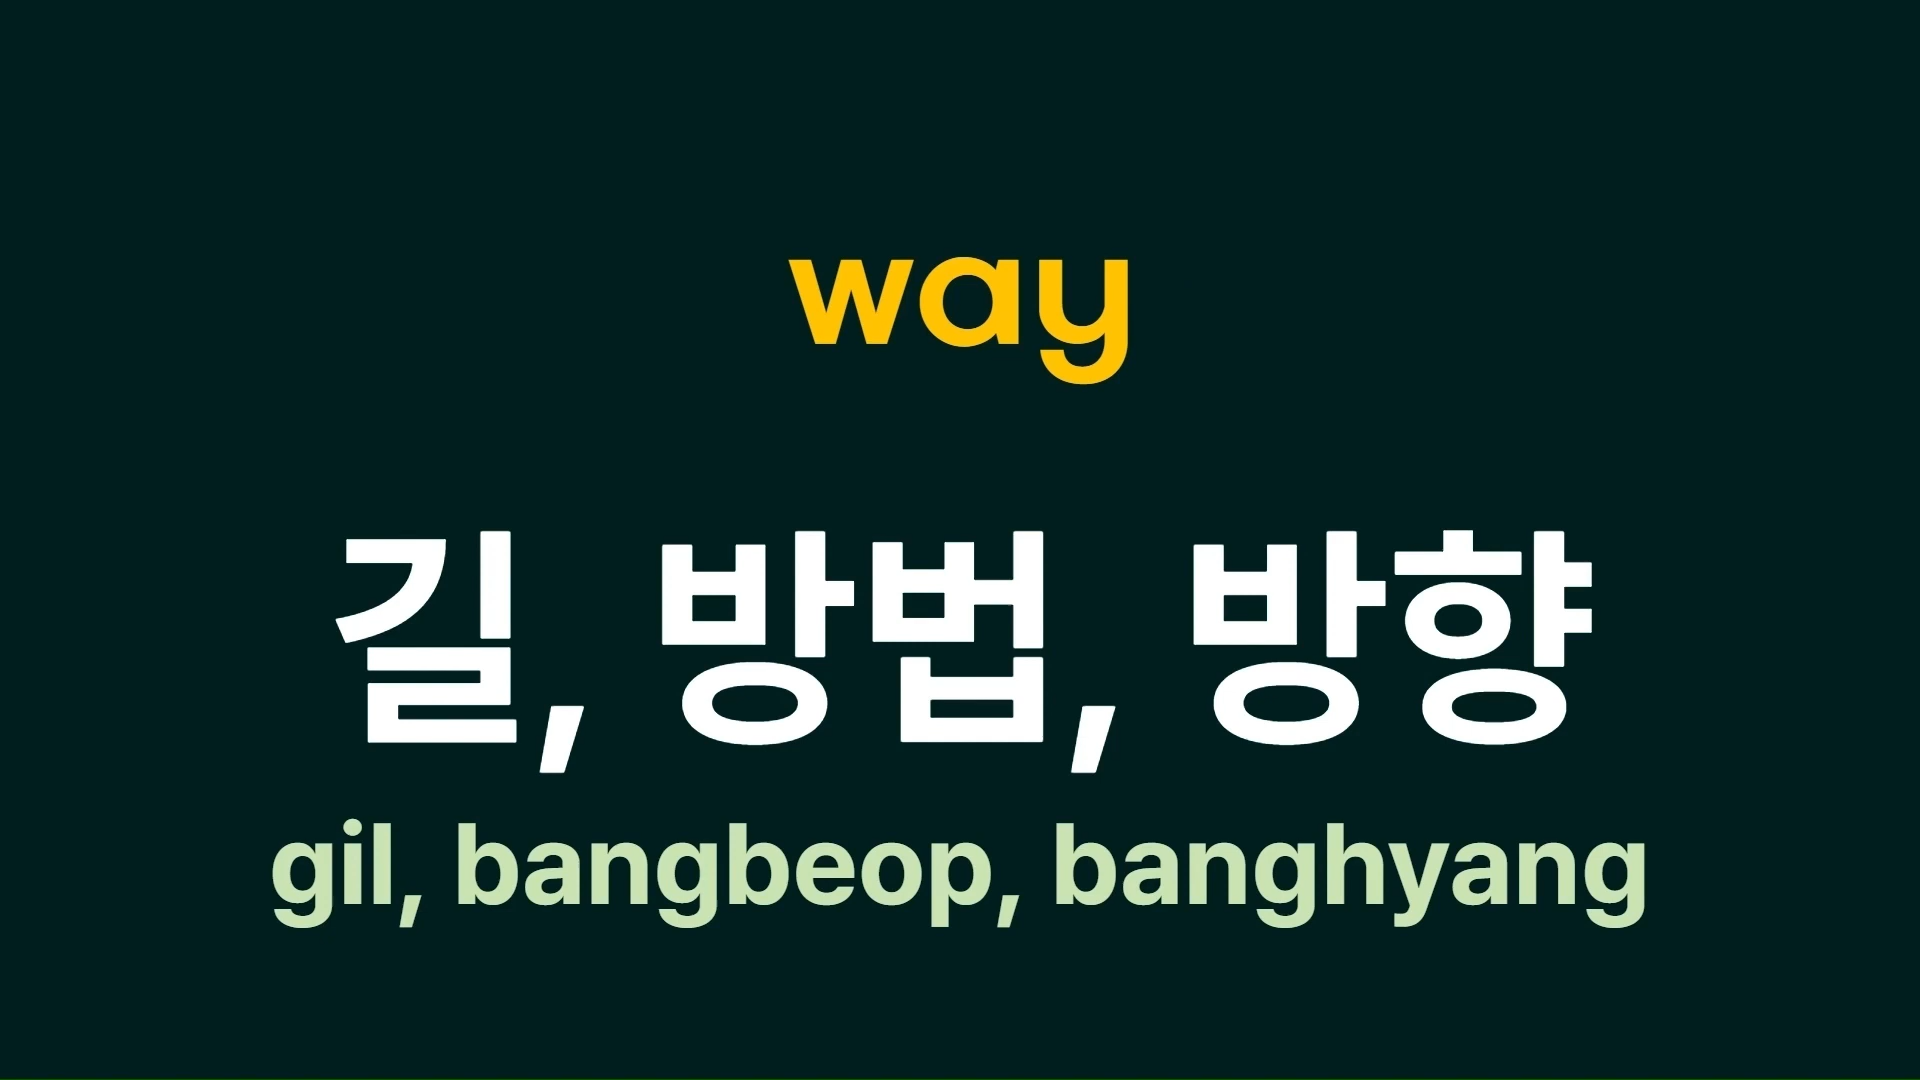 way
길, 방법, 방향
gil, bangbeop, banghyang